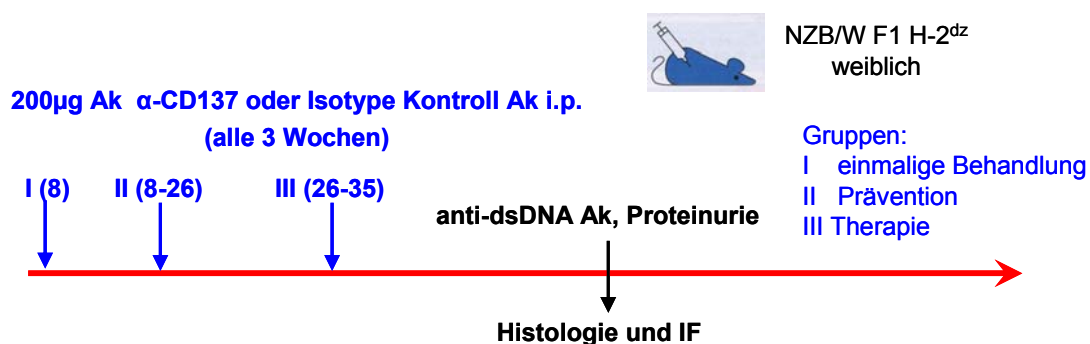 NZB/W F1 H-2dz
weiblich
200µg Ak α-CD137 oder Isotype Kontroll Ak i.p.
(alle 3 Wochen)
Gruppen:
I einmalige Behandlung
II Prävention
III Therapie
I (8) II (8-26) III (26-35)
anti-dsDNA Ak, Proteinurie
Histologie und IF